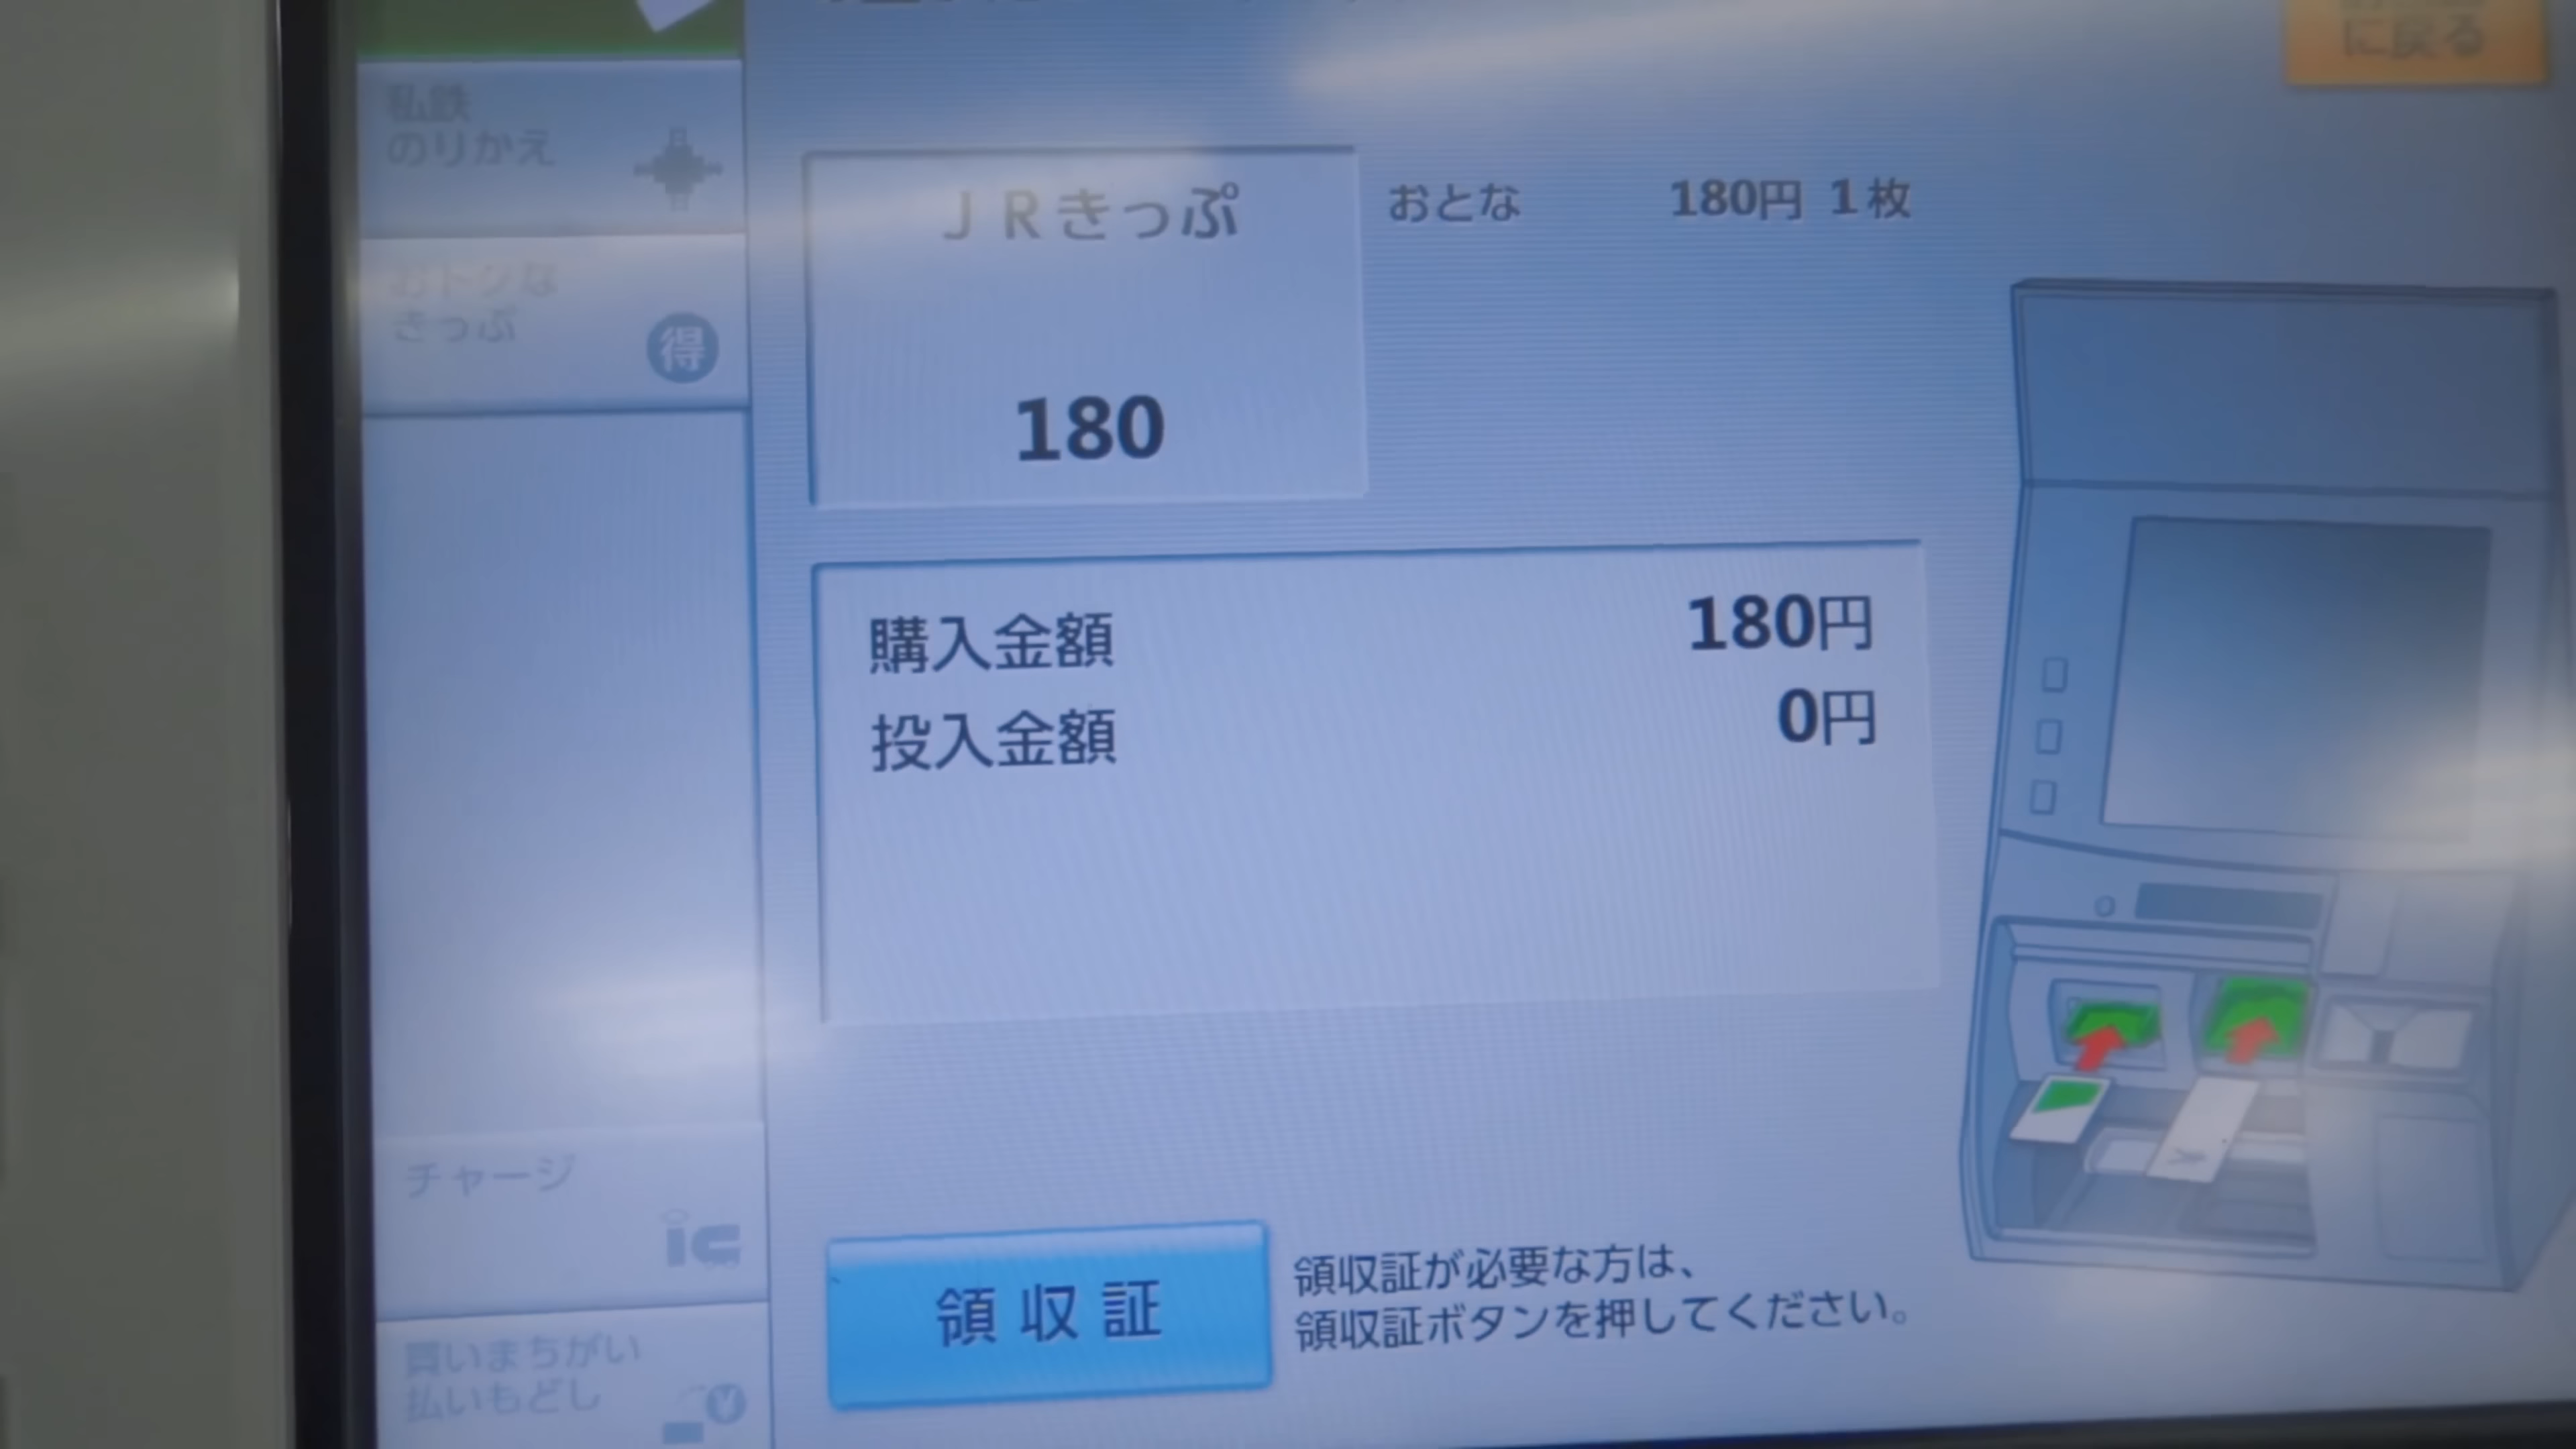 に戻る
私鉄
のりかえ
おトクな
きっぷ
得
JRきっぷ
180
おとな 180円 1枚
購入金額 180円
投入金額 0円
チャージ
ic
買いまちがい
払いもどし
領収証
領収証が必要な方は、
領収証ボタンを押してください。